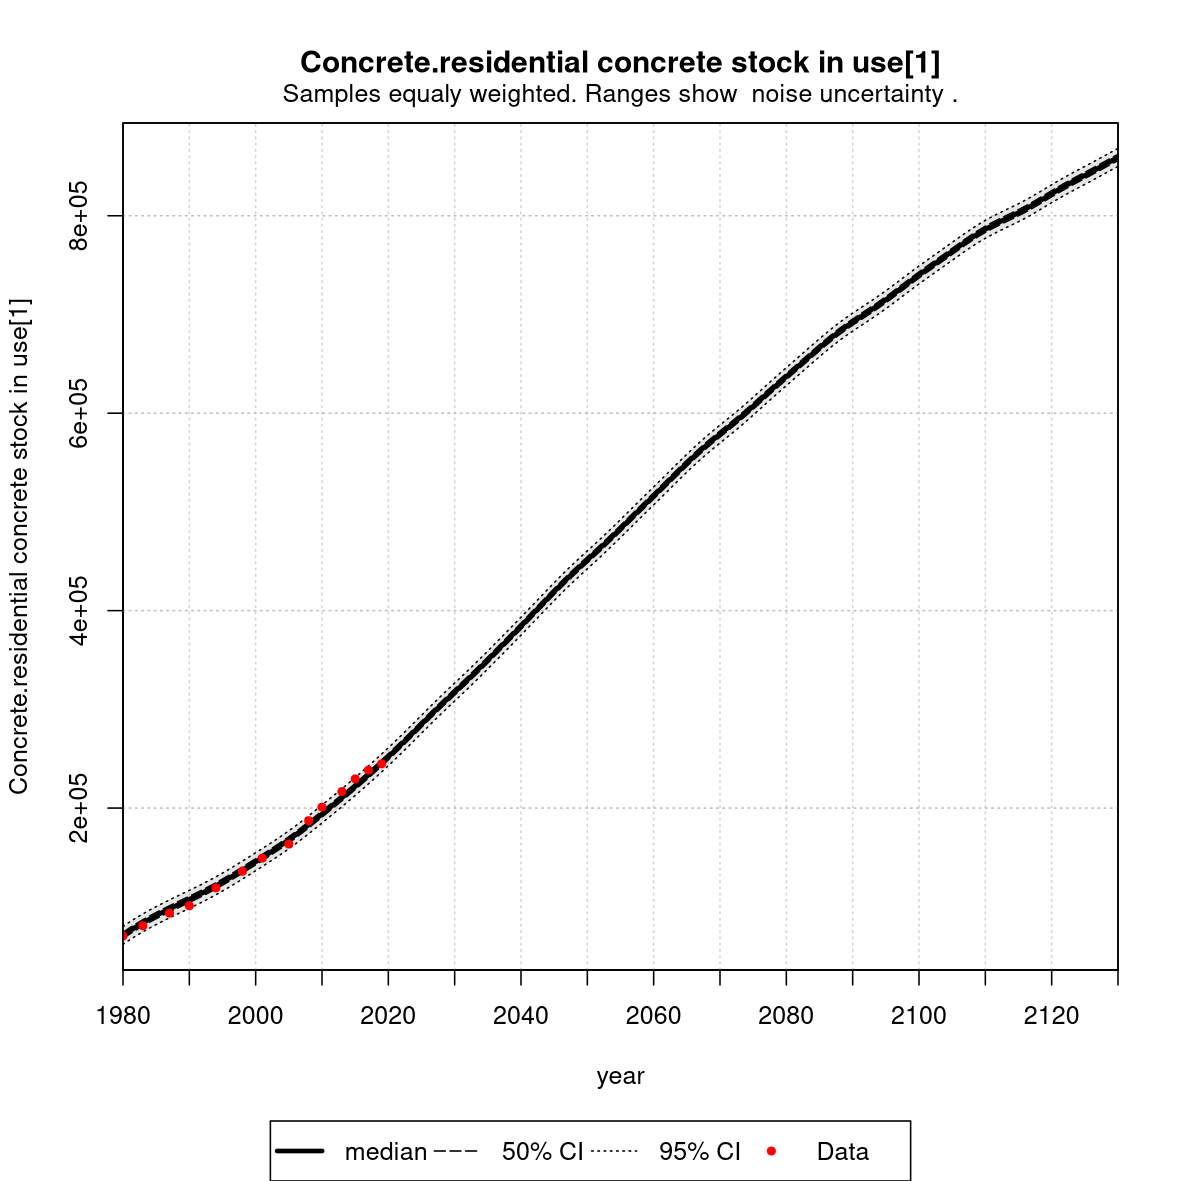 Concrete.residential concrete stock in use[1]
Samples equaly weighted. Ranges show  noise uncertainty .
Concrete.residential concrete stock in use[1]
8e+05
6e+05
4e+05
2e+05
1980 2000 2020 2040 2060 2080 2100 2120
year
median 50% CI 95% CI Data